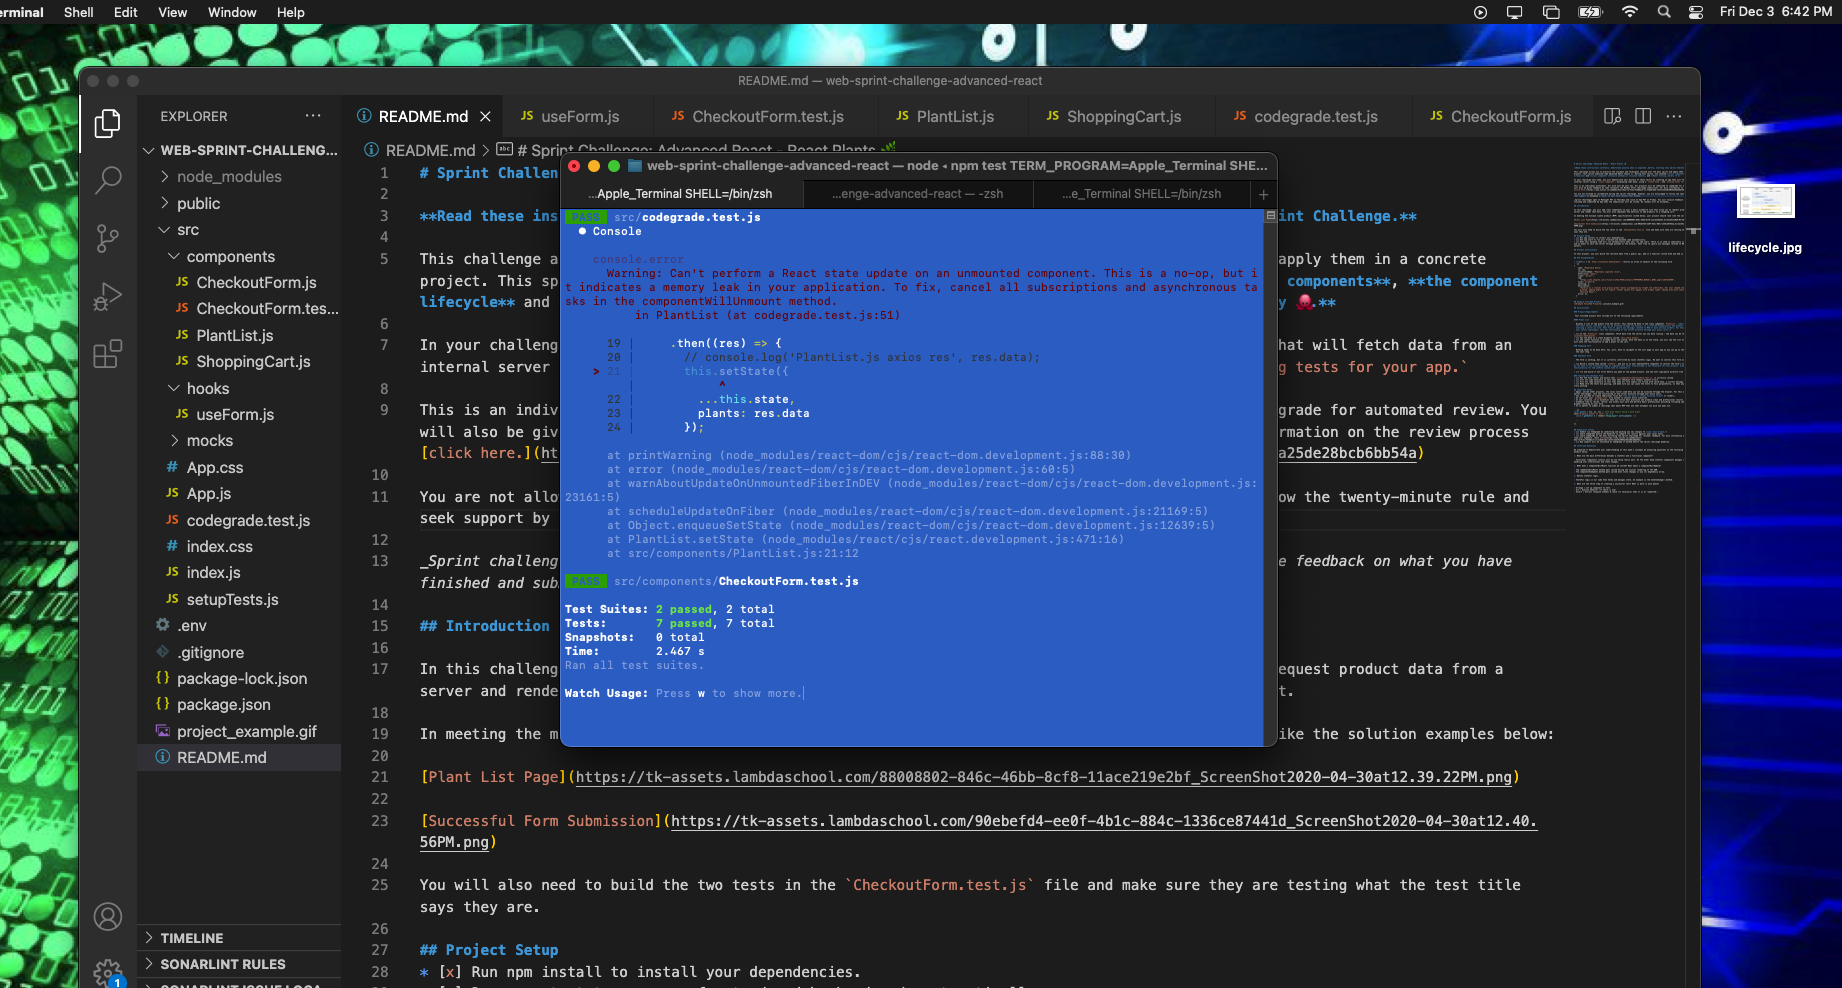 erminal Shell Edit View Window Help Fri Dec 3 6:42 PM
README.md — web-sprint-challenge-advanced-react
EXPLORER
README.md
useForm.js
CheckoutForm.test.js
PlantList.js
ShoppingCart.js
codegrade.test.js
CheckoutForm.js
WEB-SPRINT-CHALLENG...
node_modules
public
src
components
CheckoutForm.js
CheckoutForm.tes...
PlantList.js
ShoppingCart.js
hooks
useForm.js
mocks
App.css
App.js
codegrade.test.js
index.css
index.js
setupTests.js
.env
.gitignore
package-lock.json
package.json
project_example.gif
README.md
TIMELINE
SONARLINT RULES
1
README.md > # Sprint Challenge: Advanced React - React Plants
1 # Sprint Challen
2
3 **Read these ins int Challenge.**
4
5 This challenge a apply them in a concrete
project. This sp components**, **the component
lifecycle** and y .**
6
7 In your challeng hat will fetch data from an
internal server g tests for your app.`
8
9 This is an indiv grade for automated review. You
will also be giv rmation on the review process
[click here.](ht a25de28bcb6bb54a)
10
11 You are not allo ow the twenty-minute rule and
seek support by
12
13 _Sprint challeng e feedback on what you have
finished and sub
14
15 ## Introduction
16
17 In this challeng equest product data from a
server and rende t.
18
19 In meeting the m ike the solution examples below:
20
21 [Plant List Page](https://tk-assets.lambdaschool.com/88008802-846c-46bb-8cf8-11ace219e2bf_ScreenShot2020-04-30at12.39.22PM.png)
22
23 [Successful Form Submission](https://tk-assets.lambdaschool.com/90ebefd4-ee0f-4b1c-884c-1336ce87441d_ScreenShot2020-04-30at12.40.
56PM.png)
24
25 You will also need to build the two tests in the `CheckoutForm.test.js` file and make sure they are testing what the test title
says they are.
26
27 ## Project Setup
28 * [x] Run npm install to install your dependencies.
web-sprint-challenge-advanced-react — node ◂ npm test TERM_PROGRAM=Apple_Terminal SHE...
...Apple_Terminal SHELL=/bin/zsh
...enge-advanced-react — -zsh
...e_Terminal SHELL=/bin/zsh
+
PASS src/codegrade.test.js
● Console
console.error
Warning: Can't perform a React state update on an unmounted component. This is a no-op, but i
t indicates a memory leak in your application. To fix, cancel all subscriptions and asynchronous ta
sks in the componentWillUnmount method.
in PlantList (at codegrade.test.js:51)
19 | .then((res) => {
20 | // console.log('PlantList.js axios res', res.data);
> 21 | this.setState({
| ^
22 | ...this.state,
23 | plants: res.data
24 | });
at printWarning (node_modules/react-dom/cjs/react-dom.development.js:88:30)
at error (node_modules/react-dom/cjs/react-dom.development.js:60:5)
at warnAboutUpdateOnUnmountedFiberInDEV (node_modules/react-dom/cjs/react-dom.development.js:
23161:5)
at scheduleUpdateOnFiber (node_modules/react-dom/cjs/react-dom.development.js:21169:5)
at Object.enqueueSetState (node_modules/react-dom/cjs/react-dom.development.js:12639:5)
at PlantList.setState (node_modules/react/cjs/react.development.js:471:16)
at src/components/PlantList.js:21:12
PASS src/components/CheckoutForm.test.js
Test Suites: 2 passed, 2 total
Tests: 7 passed, 7 total
Snapshots: 0 total
Time: 2.467 s
Ran all test suites.
Watch Usage: Press w to show more.
lifecycle.jpg